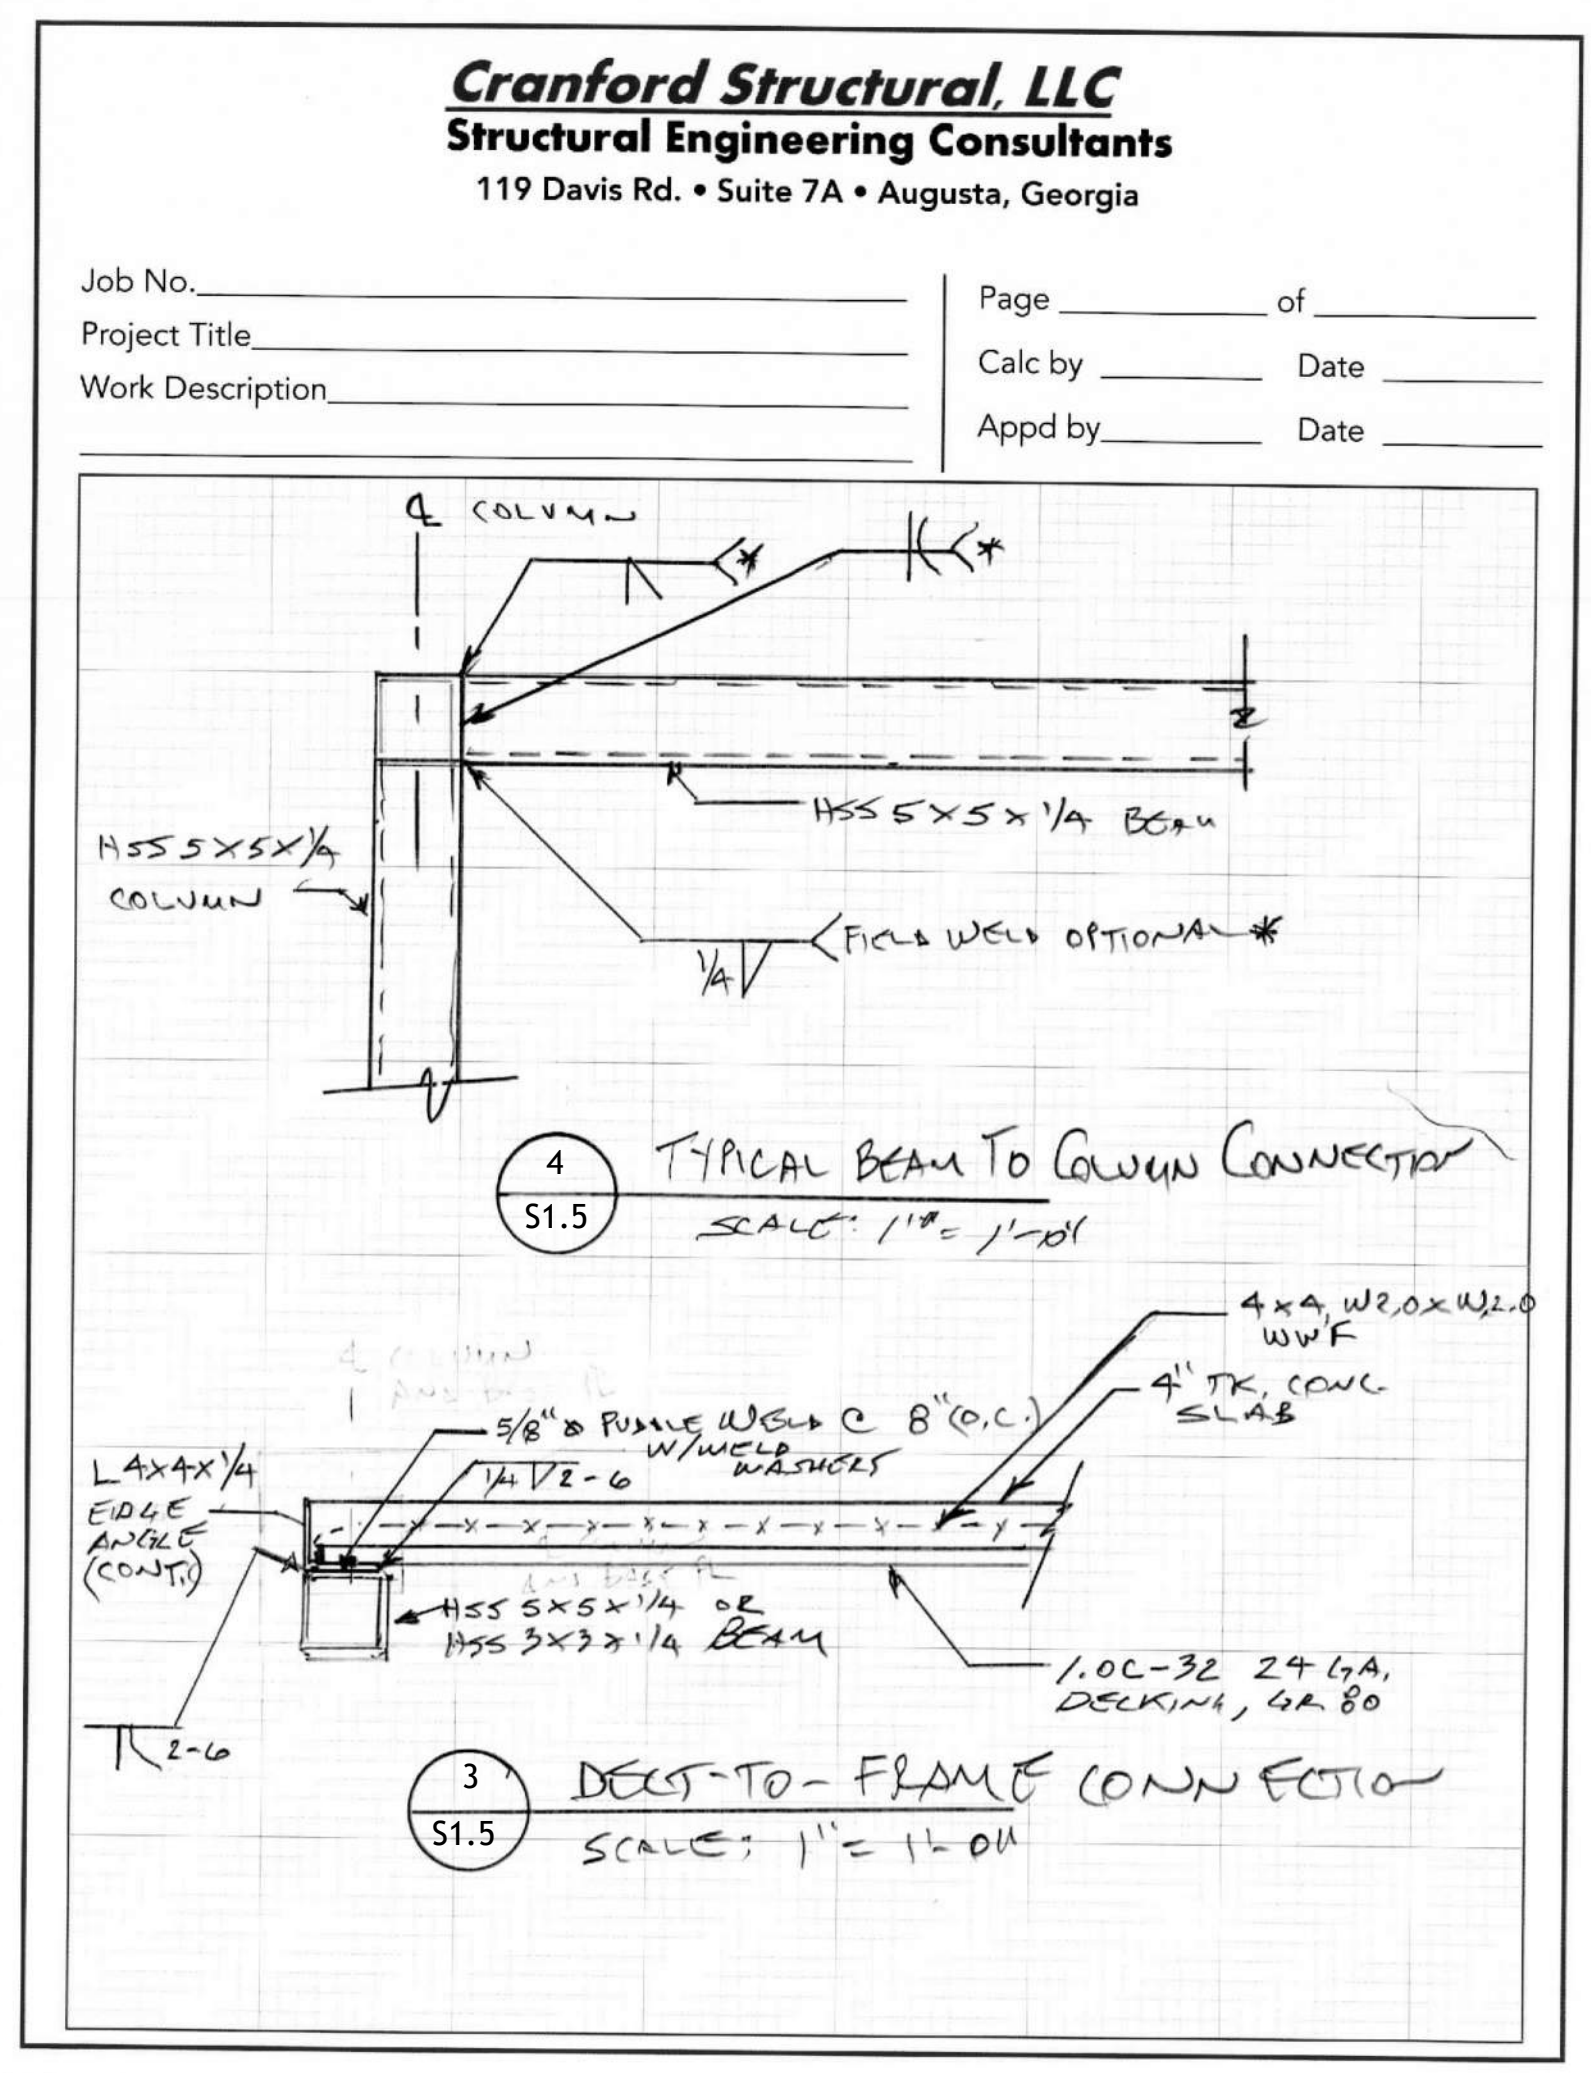 Cranford Structural, LLC
Structural Engineering Consultants
119 Davis Rd. • Suite 7A • Augusta, Georgia
Job No.
Project Title
Work Description
Page of
Calc by Date
Appd by Date
℄ COLUMN
*
*
HSS 5x5x1/4 BEAM
HSS 5x5x1/4
COLUMN
FIELD WELD OPTIONAL *
1/4
4
S1.5
TYPICAL BEAM TO COLUMN CONNECTION
SCALE: 1" = 1'-0"
4x4, W2.0xW2.0
WWF
4" TK. CONC.
SLAB
℄ COLUMN
5/8" ø PUDDLE WELD @ 8" (O.C.)
W/WELD
WASHERS
1/4 2-6
L 4x4x1/4
EDGE
ANGLE
(CONT.)
HSS 5x5x1/4 OR
HSS 3x3x1/4 BEAM
1.0C-32 24 GA.
DECKING, GR 80
2-6
3
S1.5
DECT-TO-FRAME CONNECTION
SCALE: 1" = 1'-0"